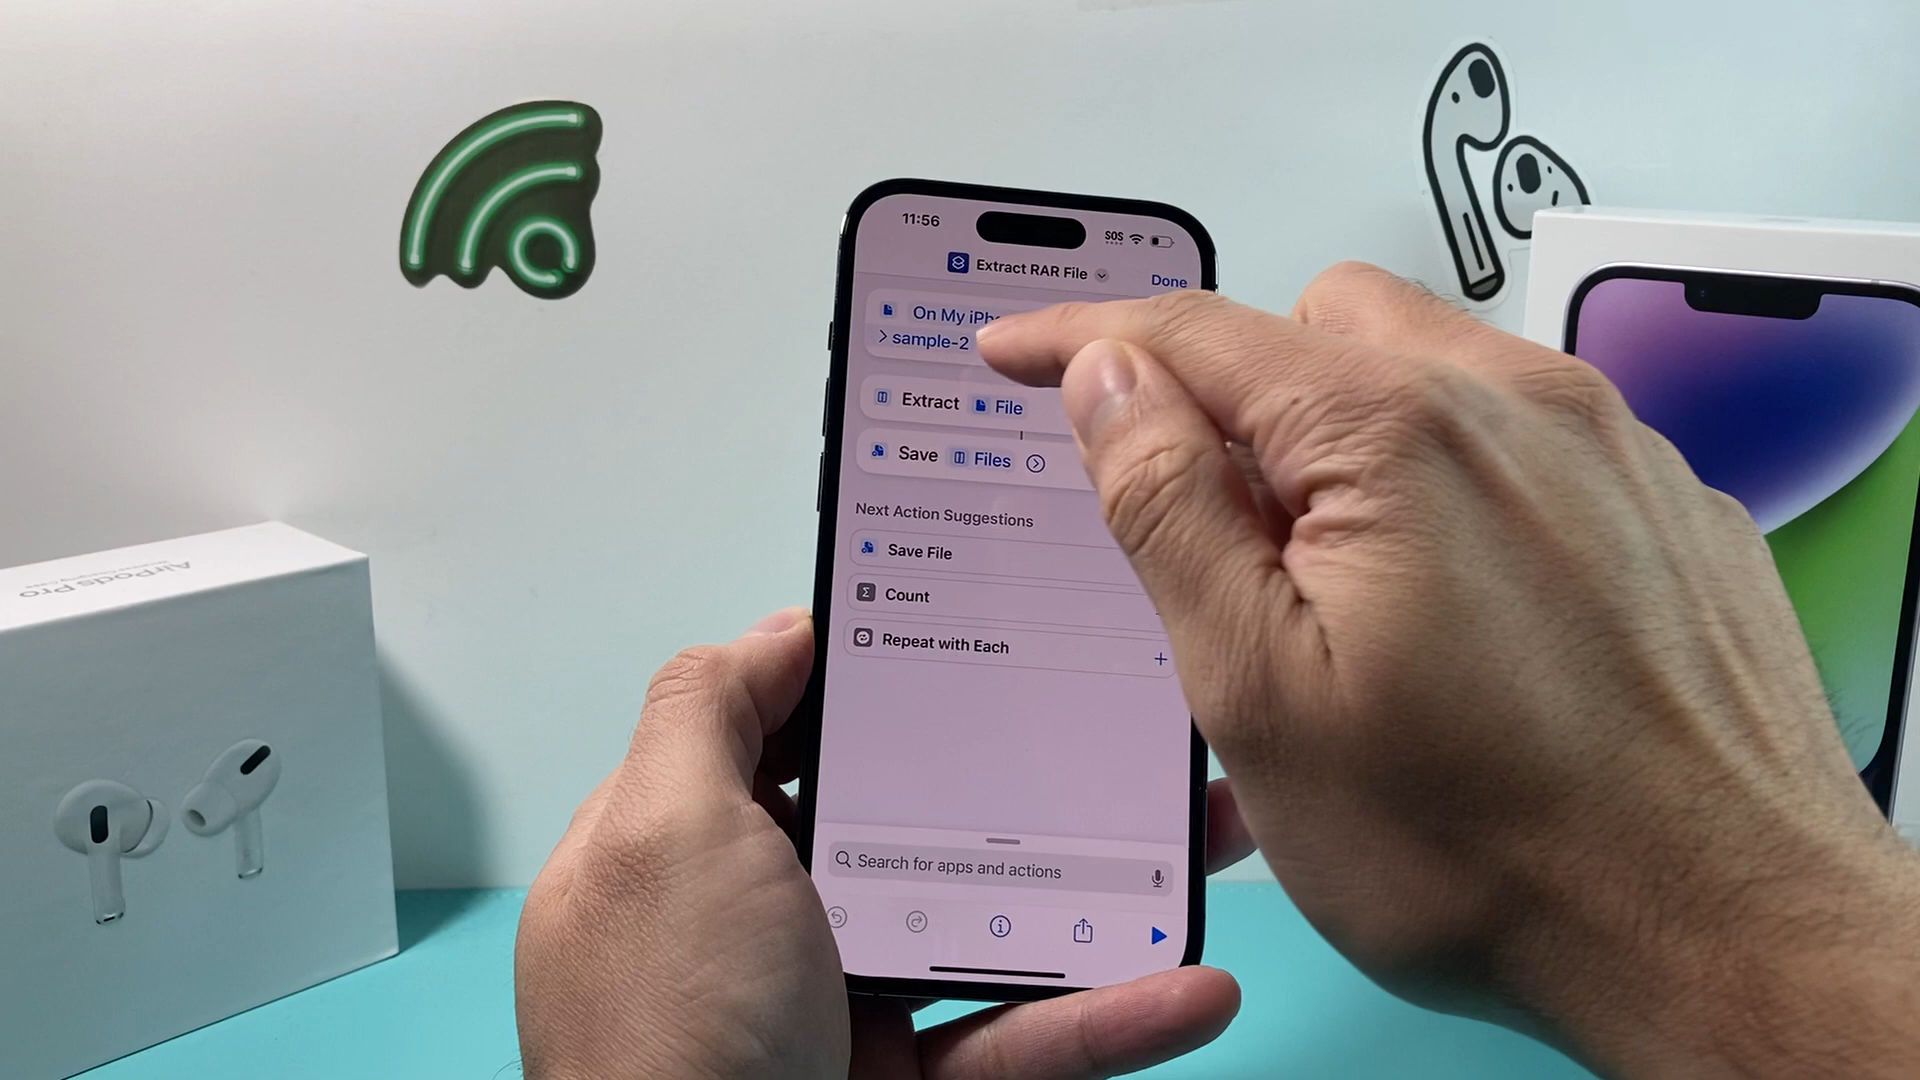 11:56
SOS
Extract RAR File
Done
On My
> sample-2
Extract File
Save Files
Next Action Suggestions
Save File
Count
Repeat with Each
Search for apps and actions
AirPods Pro